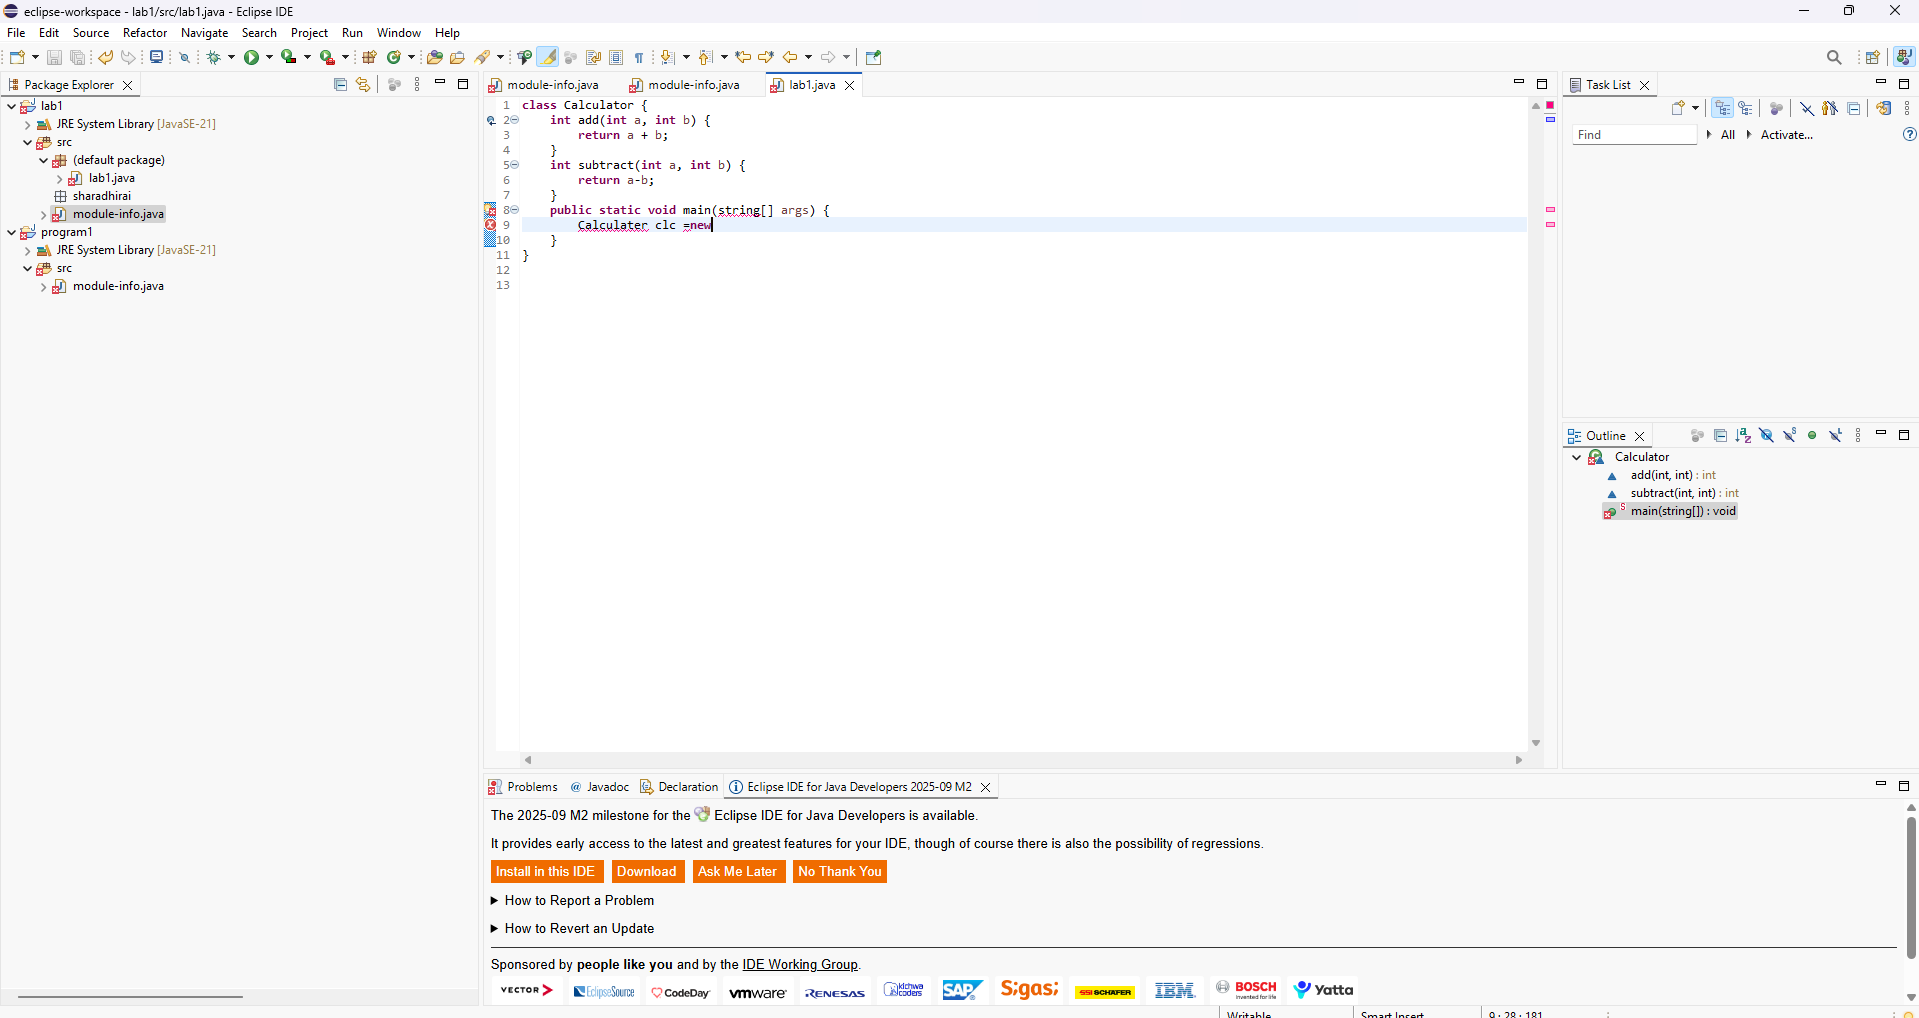 eclipse-workspace - lab1/src/lab1.java - Eclipse IDE
File Edit Source Refactor Navigate Search Project Run Window Help
Package Explorer
lab1
JRE System Library [JavaSE-21]
src
(default package)
lab1.java
sharadhirai
module-info.java
program1
JRE System Library [JavaSE-21]
src
module-info.java
module-info.java module-info.java lab1.java
1 class Calculator {
2 int add(int a, int b) {
3 return a + b;
4 }
5 int subtract(int a, int b) {
6 return a-b;
7 }
8 public static void main(string[] args) {
9 Calculater clc =new
10 }
11 }
12
13
Task List
Find All Activate...
Outline
Calculator
add(int, int) : int
subtract(int, int) : int
main(string[]) : void
Problems @ Javadoc Declaration Eclipse IDE for Java Developers 2025-09 M2
The 2025-09 M2 milestone for the Eclipse IDE for Java Developers is available.
It provides early access to the latest and greatest features for your IDE, though of course there is also the possibility of regressions.
Install in this IDE Download Ask Me Later No Thank You
How to Report a Problem
How to Revert an Update
Sponsored by people like you and by the IDE Working Group.
VECTOR EclipseSource CodeDay vmware RENESAS kichwa coders SAP Sigasi SSI SCHÄFER IBM BOSCH Invented for life Yatta
Writable Smart Insert 9 : 28 : 181